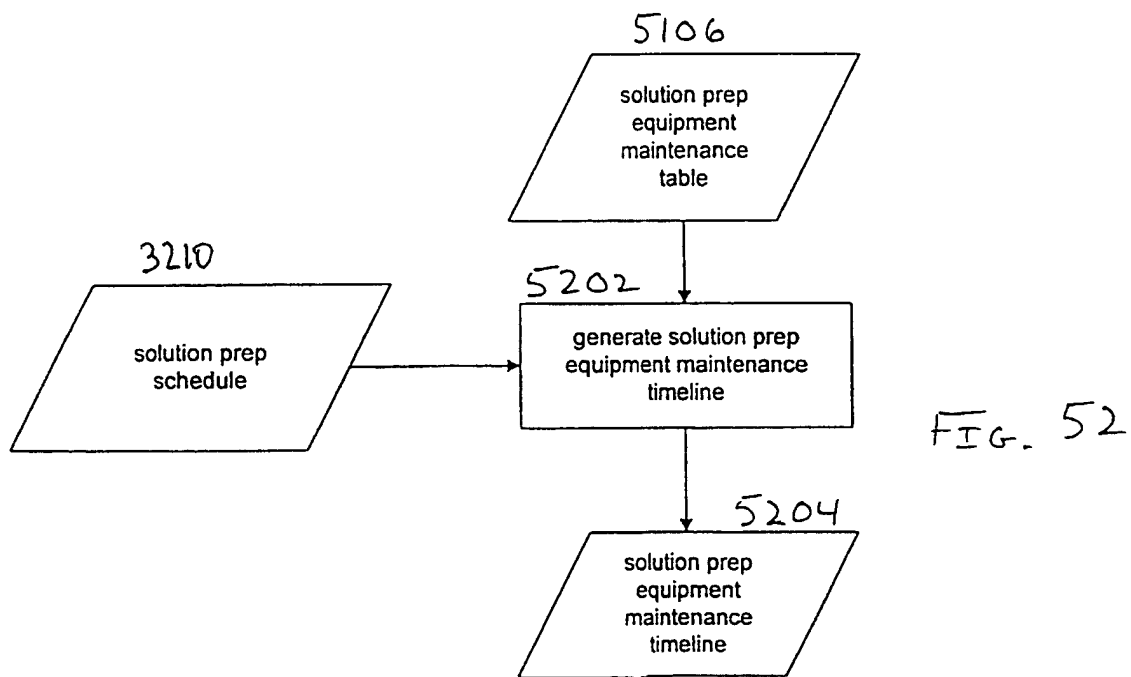 5106
solution prep
equipment
maintenance
table
3210
solution prep
schedule
5202
generate solution prep
equipment maintenance
timeline
FIG. 52
5204
solution prep
equipment
maintenance
timeline